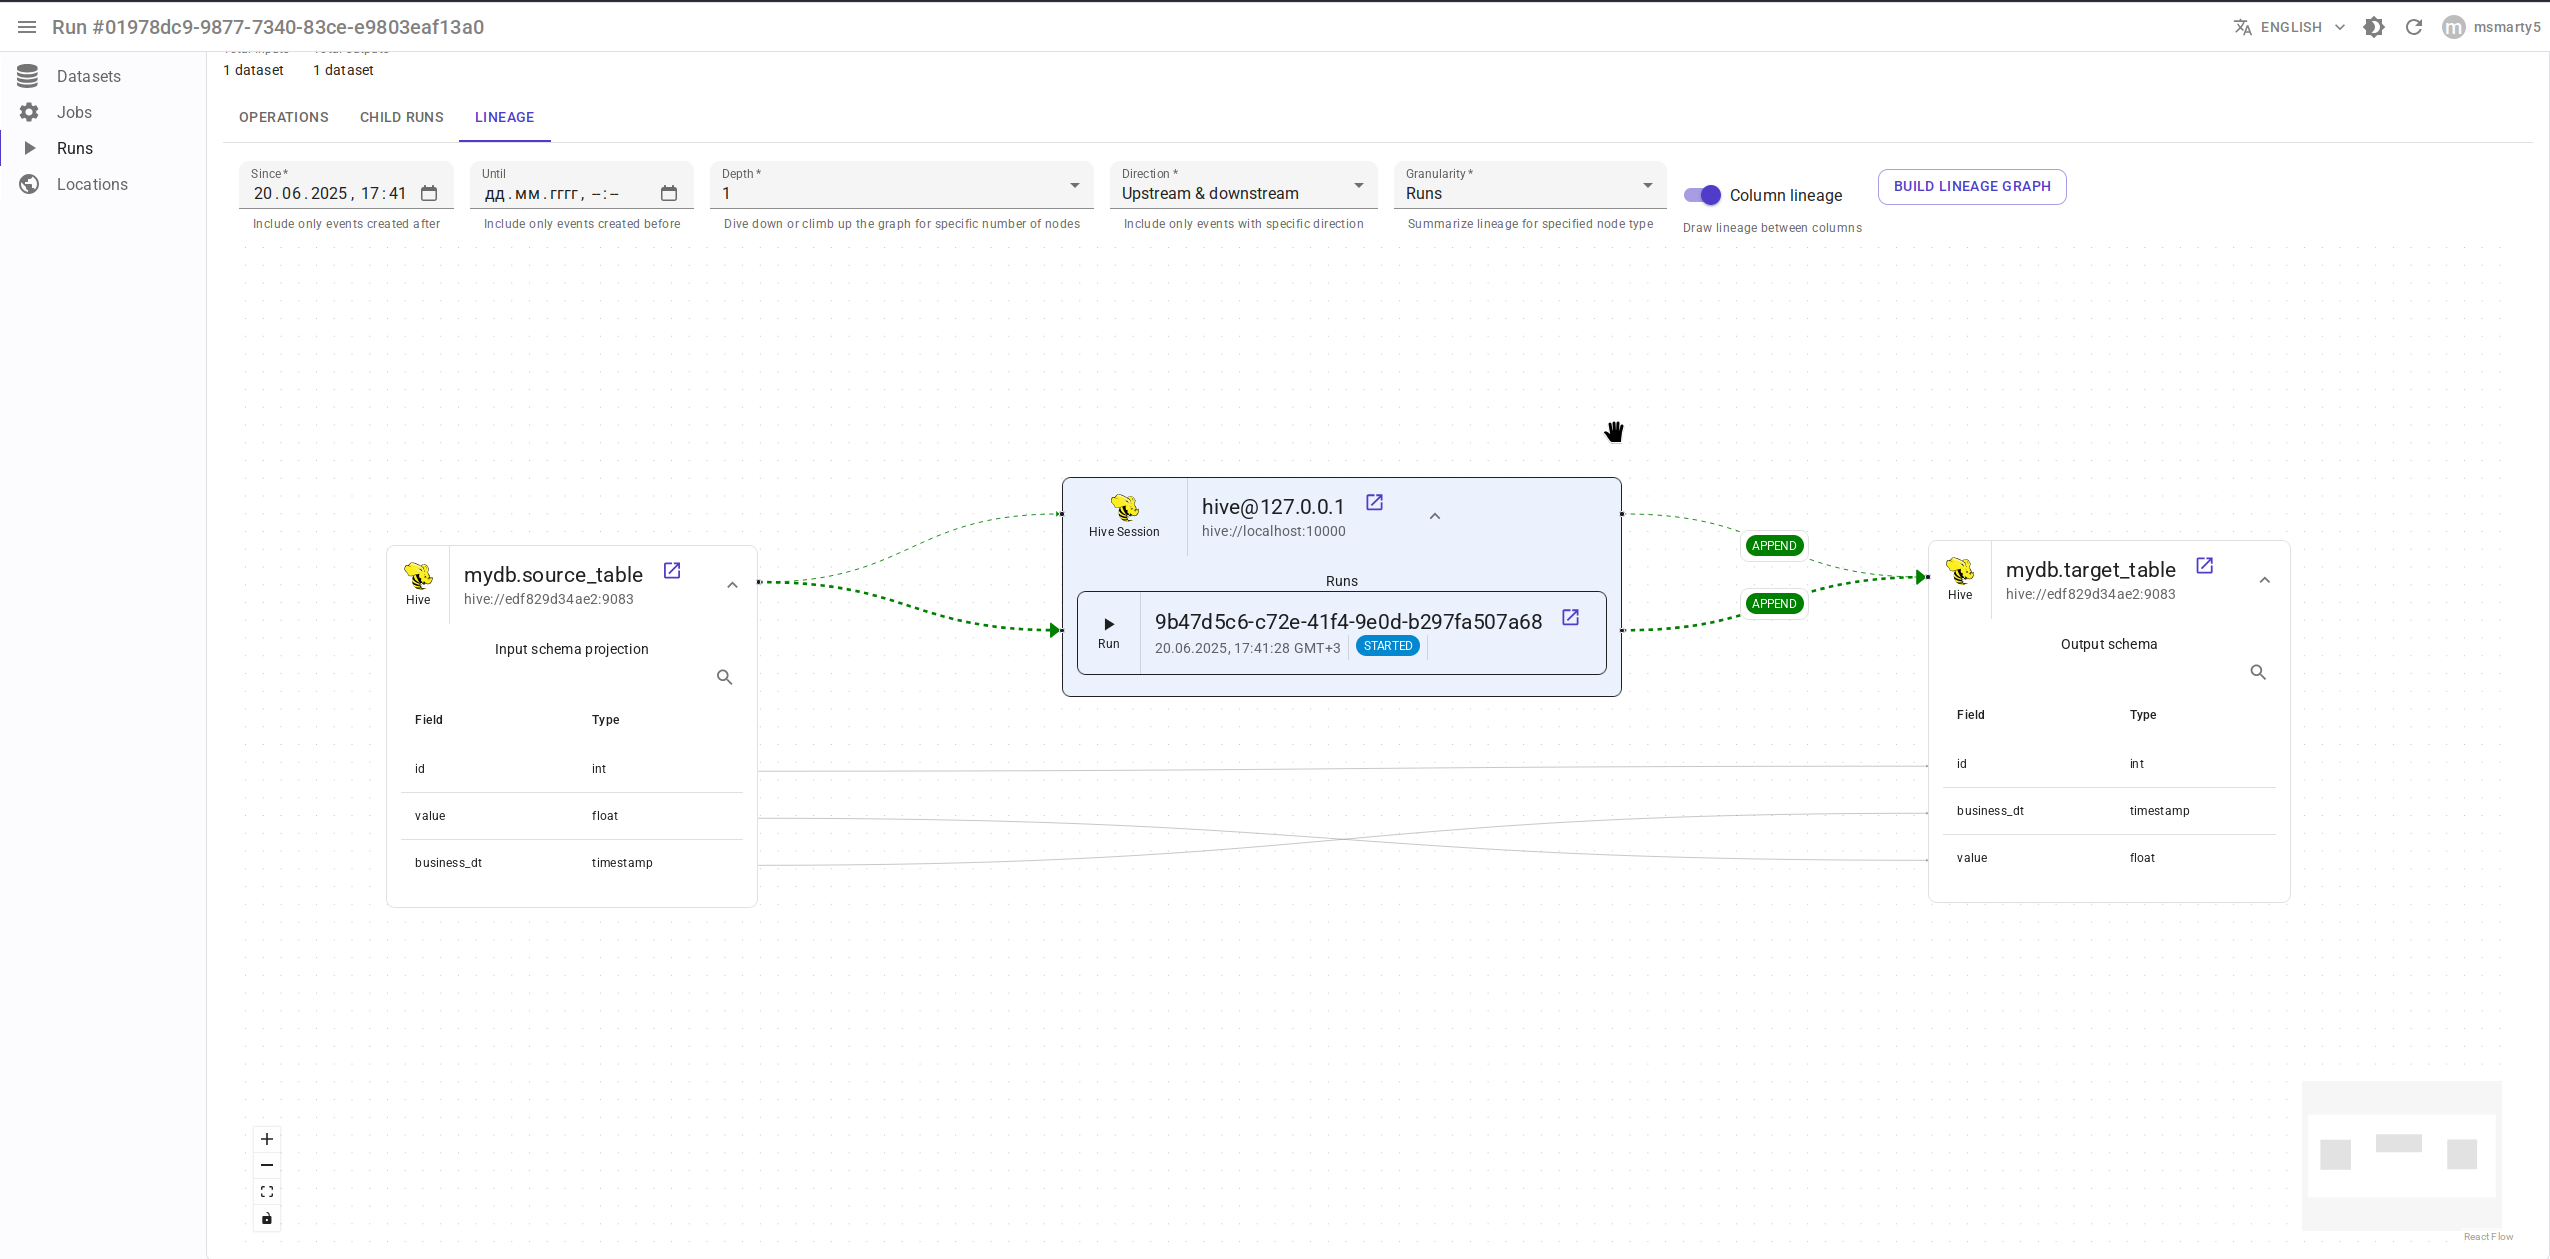 Run #01978dc9-9877-7340-83ce-e9803eaf13a0
ENGLISH
m
msmarty5
Datasets
Jobs
Runs
Locations
Total inputs
Total outputs
1 dataset
1 dataset
OPERATIONS
CHILD RUNS
LINEAGE
Since *
20.06.2025, 17:41
Include only events created after
Until
дд.мм.гггг, --:--
Include only events created before
Depth *
1
Dive down or climb up the graph for specific number of nodes
Direction *
Upstream & downstream
Include only events with specific direction
Granularity *
Runs
Summarize lineage for specified node type
Column lineage
Draw lineage between columns
BUILD LINEAGE GRAPH
Hive
mydb.source_table
hive://edf829d34ae2:9083
Input schema projection
Field Type
id int
value float
business_dt timestamp
Hive Session
hive@127.0.0.1
hive://localhost:10000
Runs
Run
9b47d5c6-c72e-41f4-9e0d-b297fa507a68
20.06.2025, 17:41:28 GMT+3
STARTED
APPEND
APPEND
Hive
mydb.target_table
hive://edf829d34ae2:9083
Output schema
Field Type
id int
business_dt timestamp
value float
React Flow